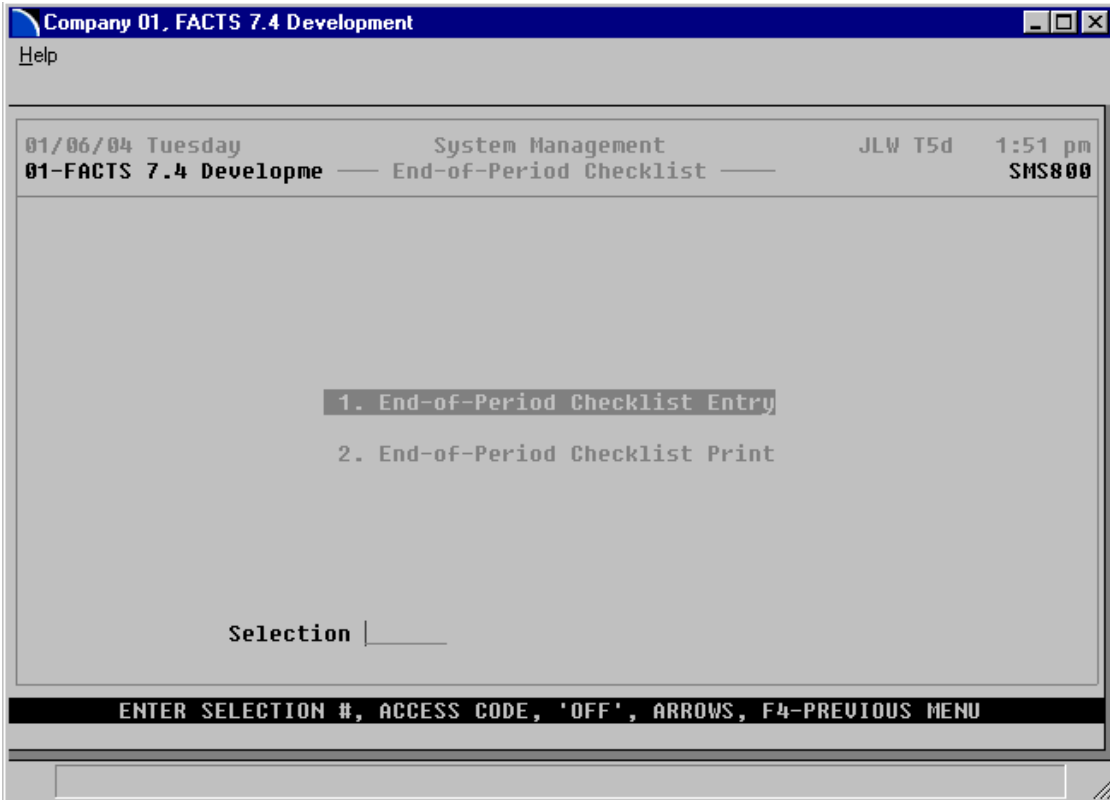 Company 01, FACTS 7.4 Development
Help
01/06/04 Tuesday System Management JLW T5d 1:51 pm
01-FACTS 7.4 Developme —— End-of-Period Checklist —— SMS800
1. End-of-Period Checklist Entry
2. End-of-Period Checklist Print
Selection
ENTER SELECTION #, ACCESS CODE, 'OFF', ARROWS, F4-PREVIOUS MENU